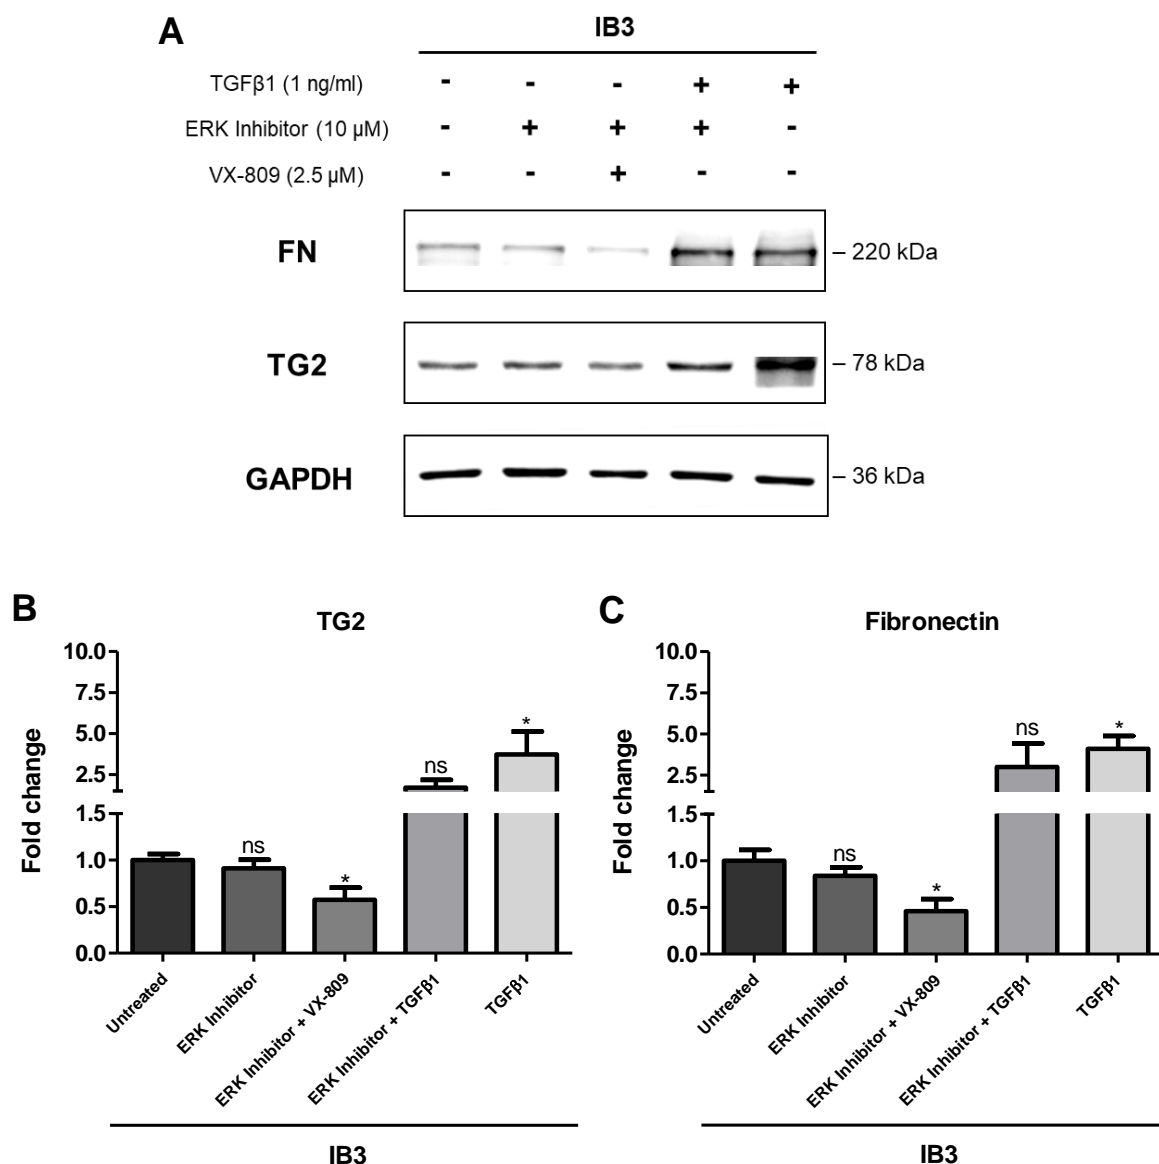 A
IB3
TGFβ1 (1 ng/ml) - - - + +
ERK Inhibitor (10 µM) - + + + -
VX-809 (2.5 µM) - - + - -
FN – 220 kDa
TG2 – 78 kDa
GAPDH – 36 kDa
B
TG2
Fold change
10.0
7.5
5.0
2.5
1.5
1.0
0.5
0.0
ns
*
ns
*
Untreated
ERK Inhibitor
ERK Inhibitor + VX-809
ERK Inhibitor + TGFβ1
TGFβ1
IB3
C
Fibronectin
Fold change
10.0
7.5
5.0
2.5
1.5
1.0
0.5
0.0
ns
*
ns
*
Untreated
ERK Inhibitor
ERK Inhibitor + VX-809
ERK Inhibitor + TGFβ1
TGFβ1
IB3